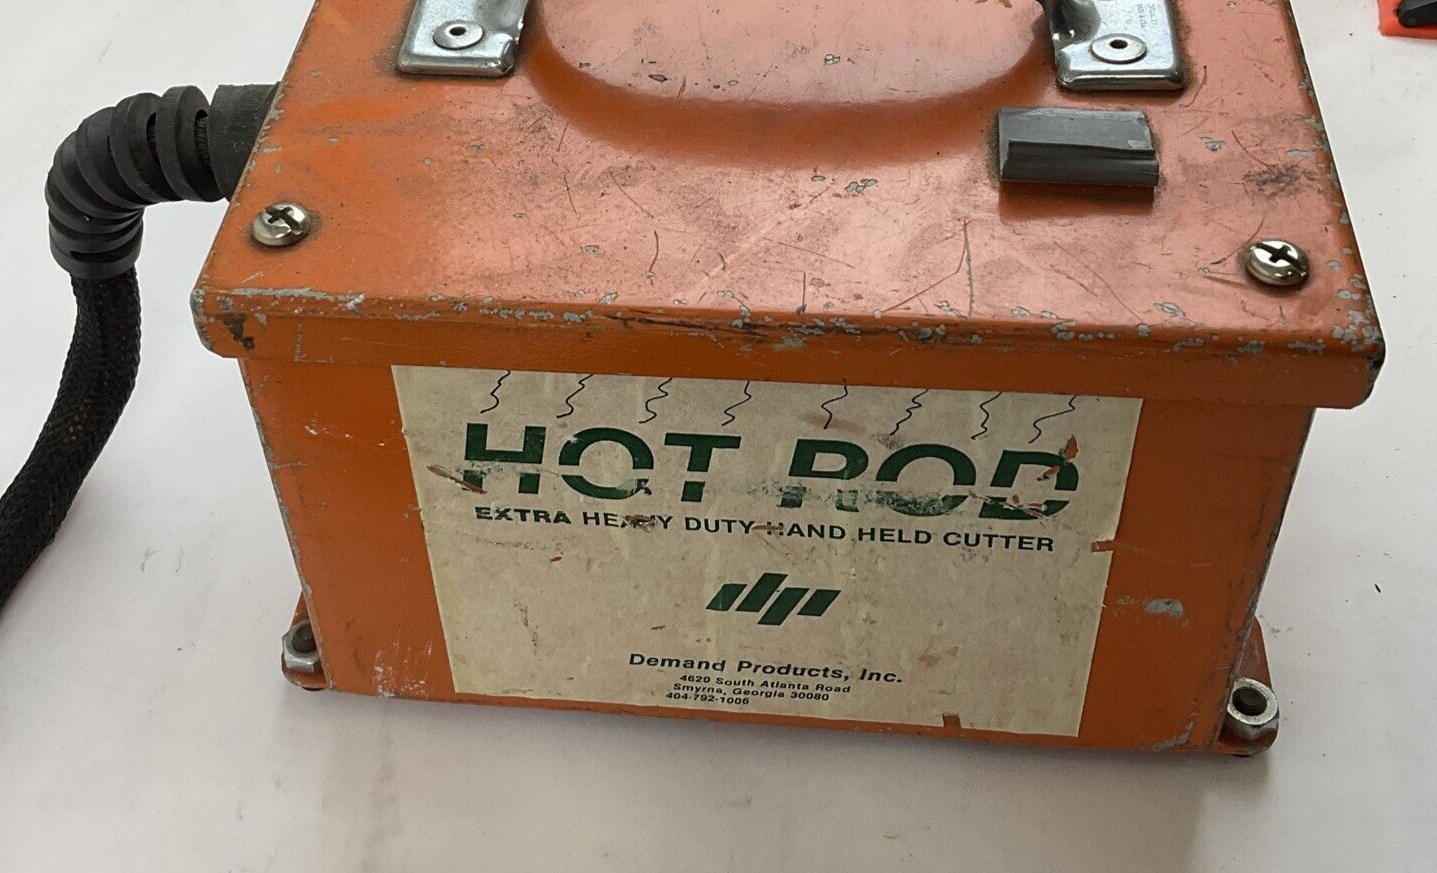 HOT ROD
EXTRA HEAVY DUTY HAND HELD CUTTER
dp
Demand Products, Inc.
4620 South Atlanta Road
Smyrna, Georgia 30080
404-792-1006